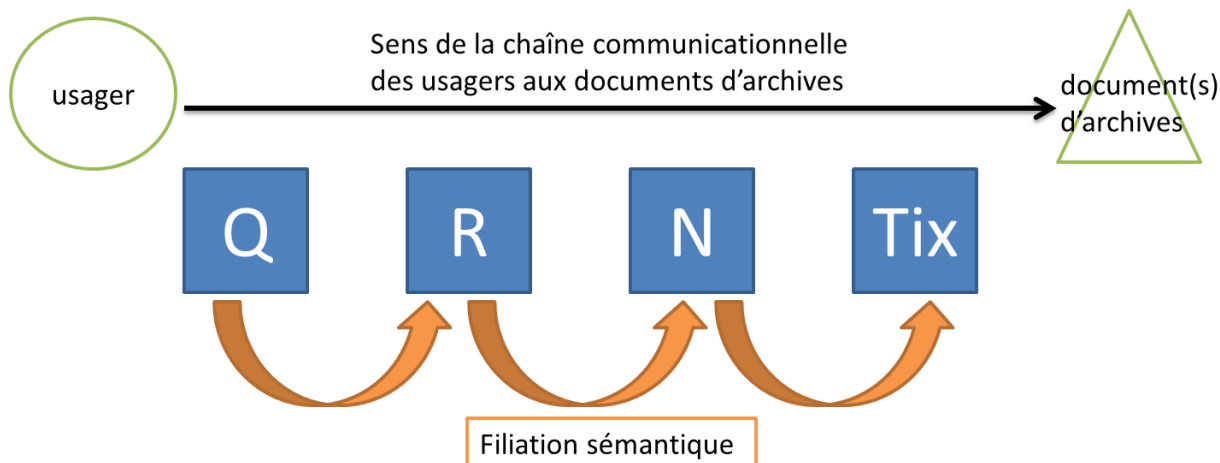 usager
Sens de la chaîne communicationnelle
des usagers aux documents d’archives
document(s)
d’archives
Q
R
N
Tix
Filiation sémantique